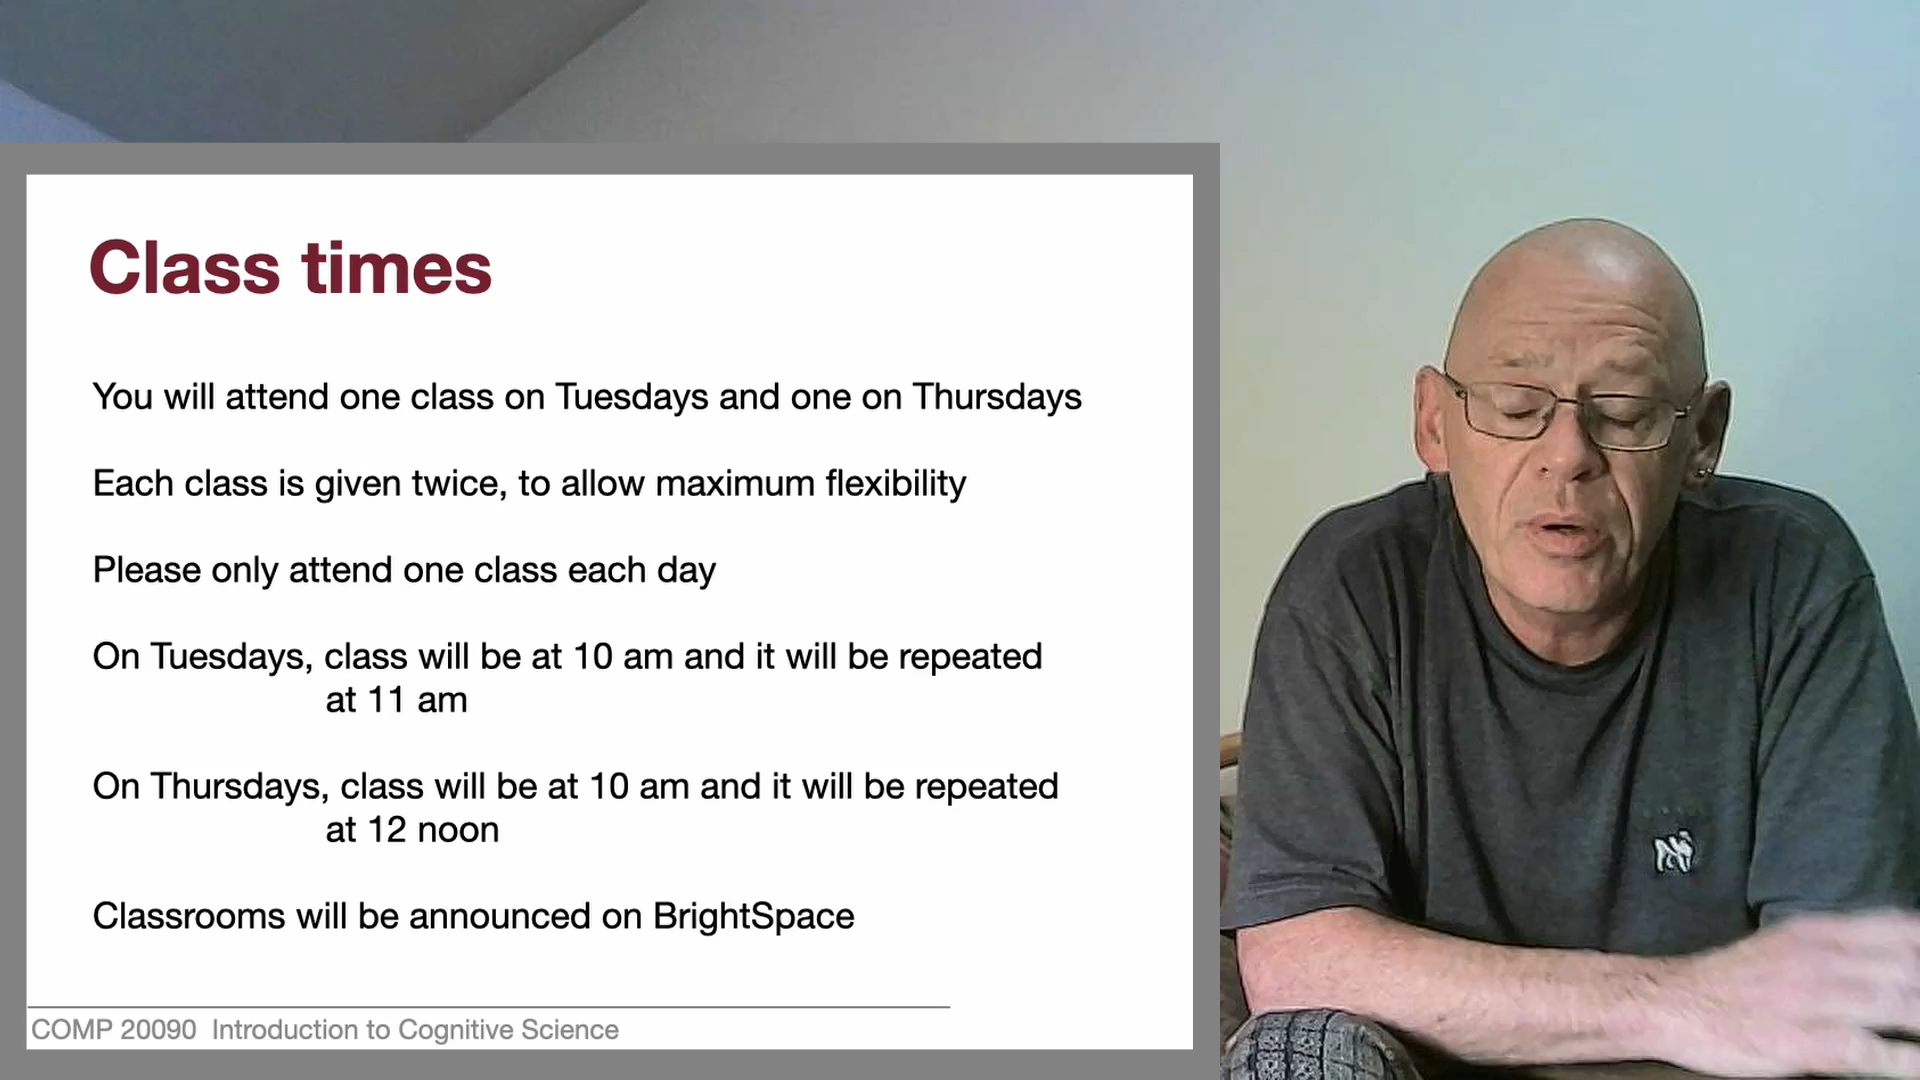 Class times
You will attend one class on Tuesdays and one on Thursdays
Each class is given twice, to allow maximum flexibility
Please only attend one class each day
On Tuesdays, class will be at 10 am and it will be repeated
at 11 am
On Thursdays, class will be at 10 am and it will be repeated
at 12 noon
Classrooms will be announced on BrightSpace
COMP 20090 Introduction to Cognitive Science